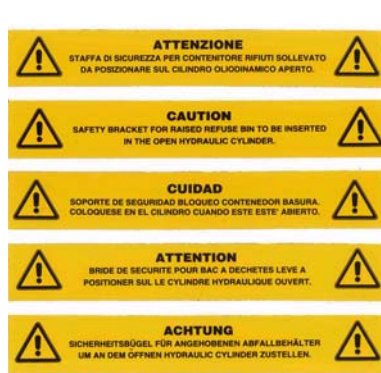 ATTENZIONE
STAFFA DI SICUREZZA PER CONTENITORE RIFIUTI SOLLEVATO
DA POSIZIONARE SUL CILINDRO OLIODINAMICO APERTO.
CAUTION
SAFETY BRACKET FOR RAISED REFUSE BIN TO BE INSERTED
IN THE OPEN HYDRAULIC CYLINDER.
CUIDAD
SOPORTE DE SEGURIDAD BLOQUEO CONTENEDOR BASURA.
COLOQUESE EN EL CILINDRO CUANDO ESTE ESTE' ABIERTO.
ATTENTION
BRIDE DE SECURITE POUR BAC A DECHETES LEVE A
POSITIONER SUL LE CYLINDRE HYDRAULIQUE OUVERT.
ACHTUNG
SICHERHEITSBÜGEL FÜR ANGEHOBENEN ABFALLBEHÄLTER
UM AN DEM ÖFFNEN HYDRAULIC CYLINDER ZUSTELLEN.